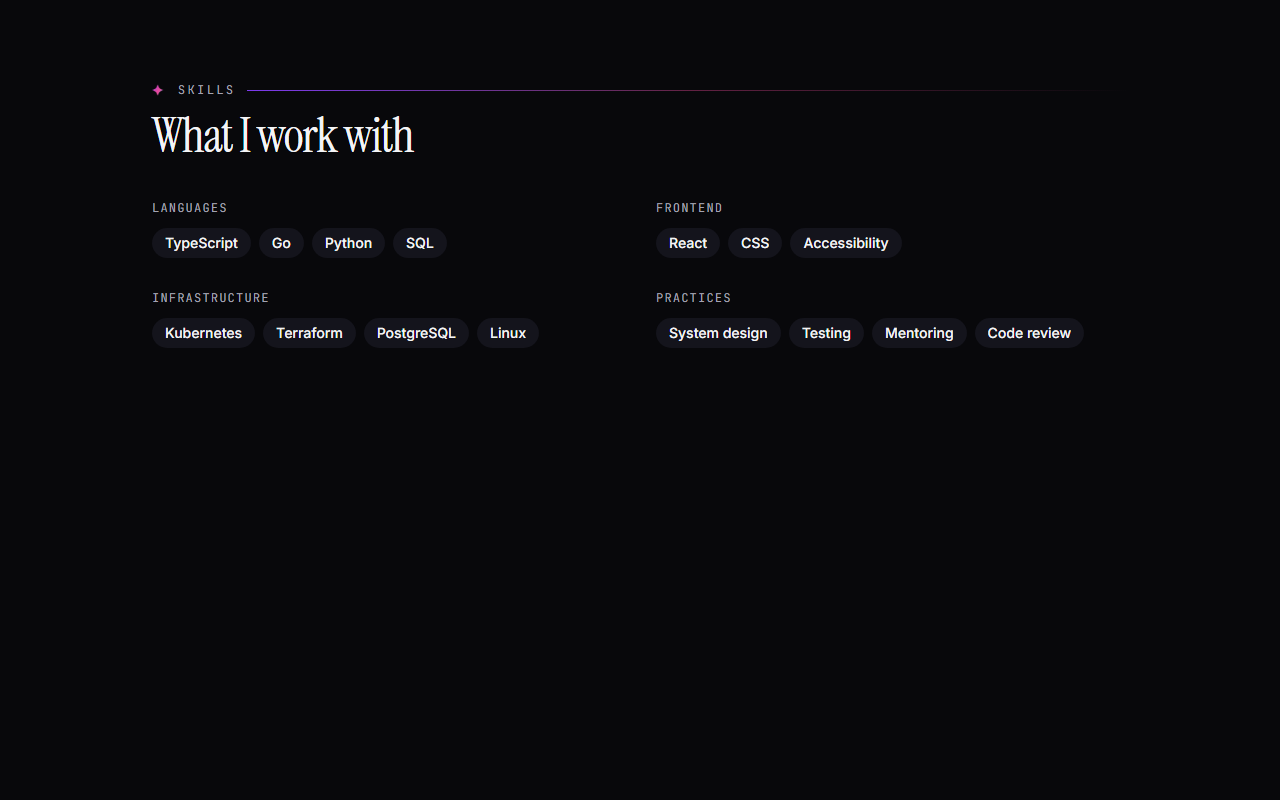 SKILLS
What I work with
LANGUAGES
TypeScript Go Python SQL
FRONTEND
React CSS Accessibility
INFRASTRUCTURE
Kubernetes Terraform PostgreSQL Linux
PRACTICES
System design Testing Mentoring Code review